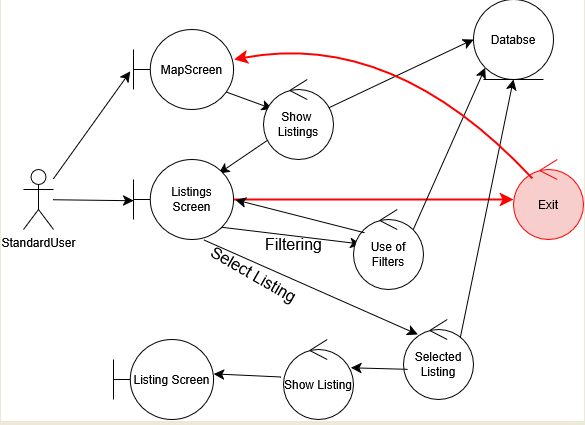 Databse
MapScreen
Show
Listings
Listings
Screen
Exit
StandardUser
Filtering
Use of
Filters
Select Listing
Selected
Listing
Listing Screen
Show Listing